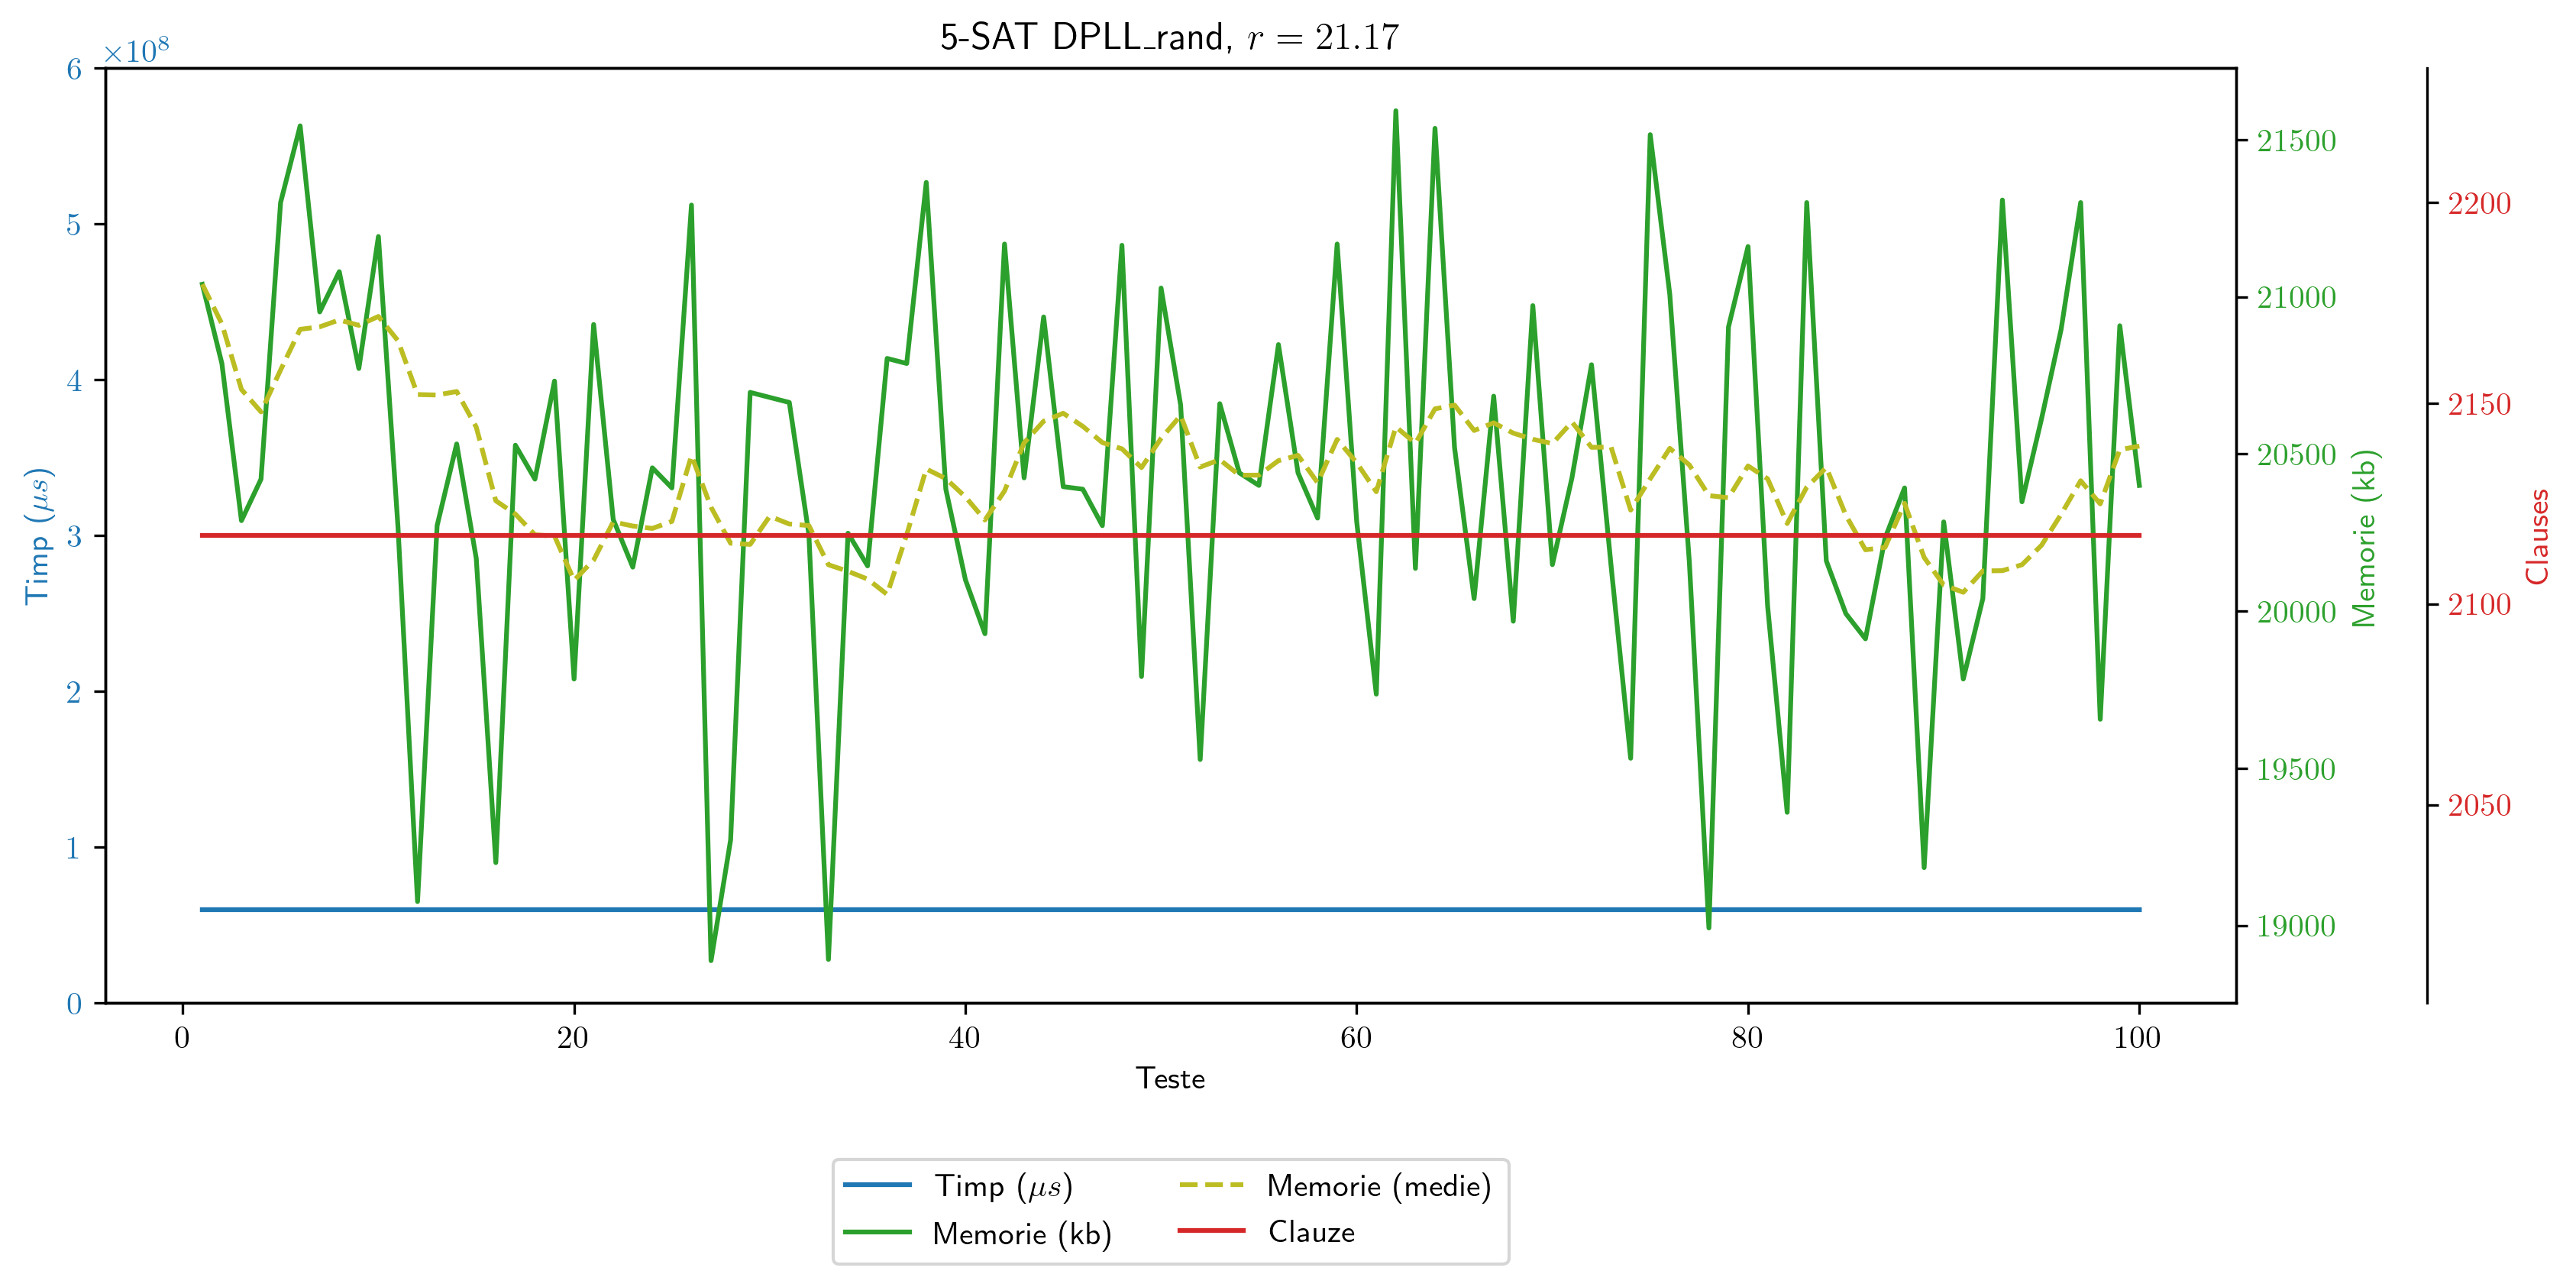 5-SAT DPLL_rand, r = 21.17
×10⁸
6
5
4
3
2
1
0
Timp (μs)
0 20 40 60 80 100
Teste
21500
21000
20500
20000
19500
19000
Memorie (kb)
2200
2150
2100
2050
Clauses
Timp (μs) Memorie (medie)
Memorie (kb) Clauze